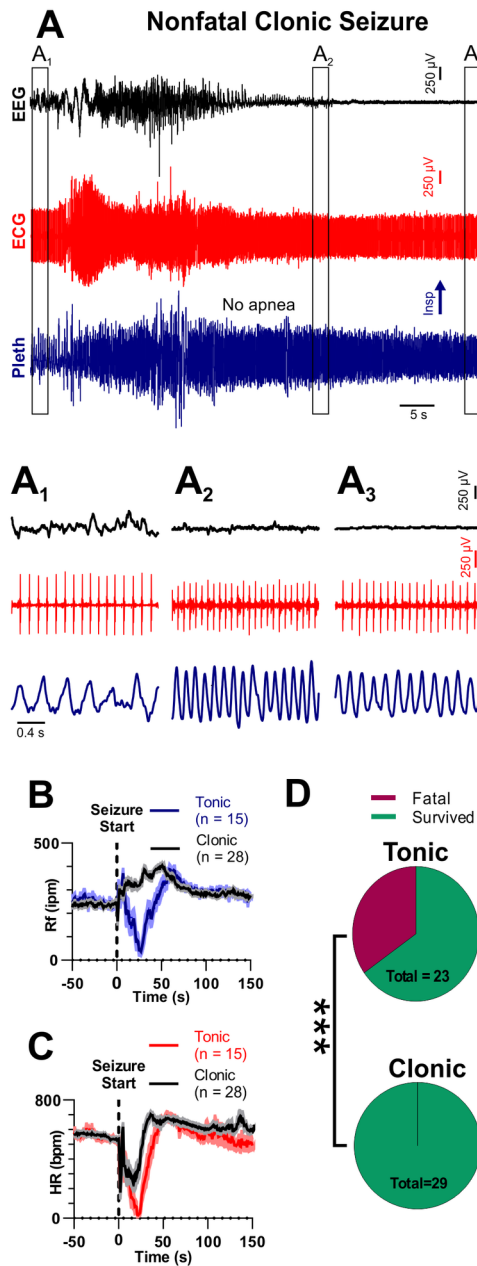 A Nonfatal Clonic Seizure
A1 A2 A
EEG
250 µV
ECG
250 µV
Pleth
No apnea
Insp
5 s
A1 A2 A3
250 µV
250 µV
0.4 s
B
Seizure
Start
Tonic
(n = 15)
Clonic
(n = 28)
500
0
Rf (ipm)
-50 0 50 100 150
Time (s)
C
Seizure
Start
Tonic
(n = 15)
Clonic
(n = 28)
800
0
HR (bpm)
-50 0 50 100 150
Time (s)
D
Fatal
Survived
Tonic
Total = 23
***
Clonic
Total=29